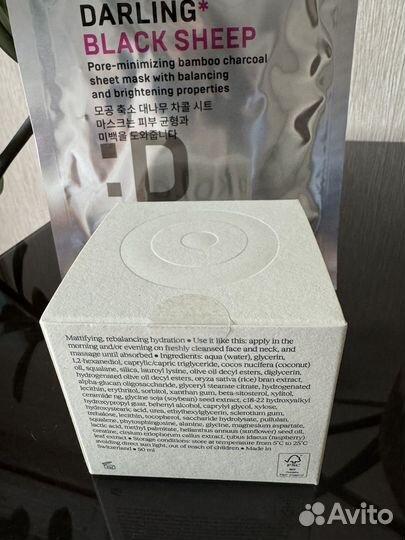 DARLING*
BLACK SHEEP
Pore-minimizing bamboo charcoal
sheet mask with balancing
and brightening properties
모공 축소 대나무 차콜 시트
마스크는 피부 균형과
미백을 도와줍니다
:D
Mattifying, rebalancing hydration • Use it like this: apply in the
morning and/or evening on freshly cleansed face and neck, and
massage until absorbed • Ingredients: aqua (water), glycerin,
1,2-hexanediol, caprylic/capric triglyceride, cocos nucifera (coconut)
oil, squalane, silica, lauroyl lysine, olive oil decyl esters, diglycerin,
hydrogenated olive oil decyl esters, oryza sativa (rice) bran extract,
alpha-glucan oligosaccharide, glyceryl stearate citrate, hydrogenated
lecithin, erythritol, sorbitol, xanthan gum, beta-sitosterol, xylitol,
ceramide ng, glycine soja (soybean) seed extract, c18-22 hydroxyalkyl
hydroxypropyl guar, behenyl alcohol, caprylyl glycol, xylose,
hydroxystearic acid, urea, ethylhexylglycerin, sclerotium gum,
trehalose, lecithin, tocopherol, saccharide hydrolysate, pullulan,
squalene, phytosphingosine, alanine, glycine, magnesium aspartate,
lactic acid, methyl palmitate, helianthus annuus (sunflower) seed oil,
creatine, cirsium eriophorum callus extract, rubus idaeus (raspberry)
leaf extract • Storage conditions: store at temperature from 5°C to 25°C
avoiding direct sun light, out of reach of children • Made in
Switzerland • 50 ml
FSC
Avito